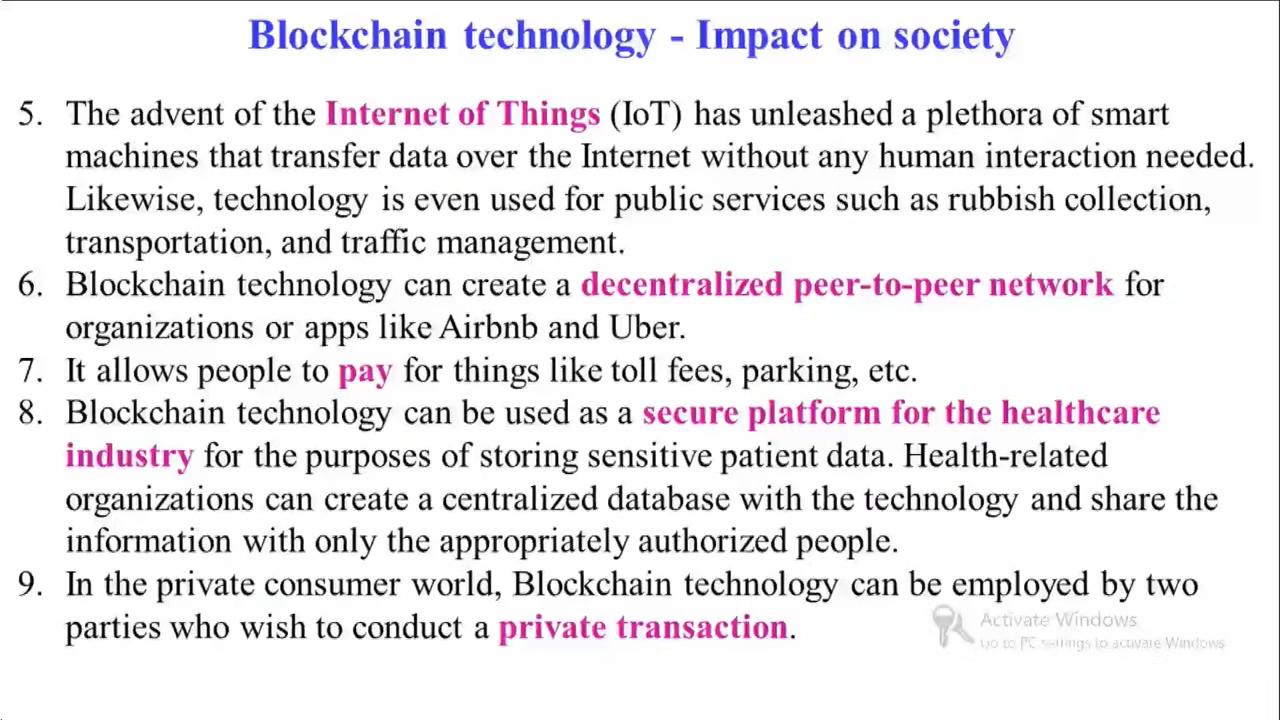 Blockchain technology - Impact on society
5. The advent of the Internet of Things (IoT) has unleashed a plethora of smart
machines that transfer data over the Internet without any human interaction needed.
Likewise, technology is even used for public services such as rubbish collection,
transportation, and traffic management.
6. Blockchain technology can create a decentralized peer-to-peer network for
organizations or apps like Airbnb and Uber.
7. It allows people to pay for things like toll fees, parking, etc.
8. Blockchain technology can be used as a secure platform for the healthcare
industry for the purposes of storing sensitive patient data. Health-related
organizations can create a centralized database with the technology and share the
information with only the appropriately authorized people.
9. In the private consumer world, Blockchain technology can be employed by two
parties who wish to conduct a private transaction.
Activate Windows
Go to PC settings to activate Windows